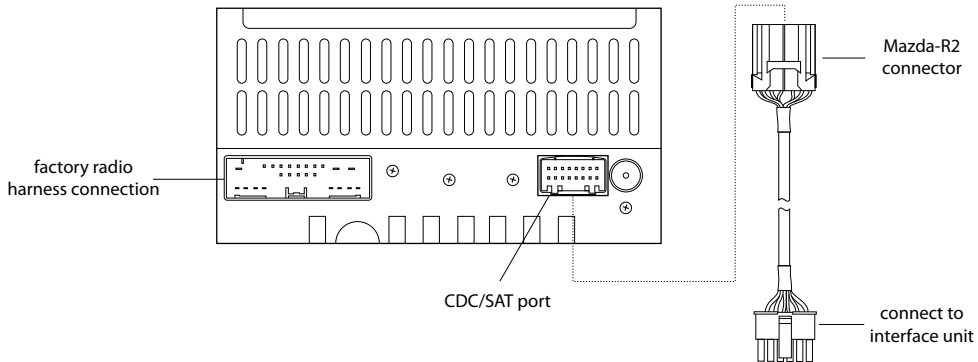 Mazda-R2
connector
factory radio
harness connection
CDC/SAT port
connect to
interface unit